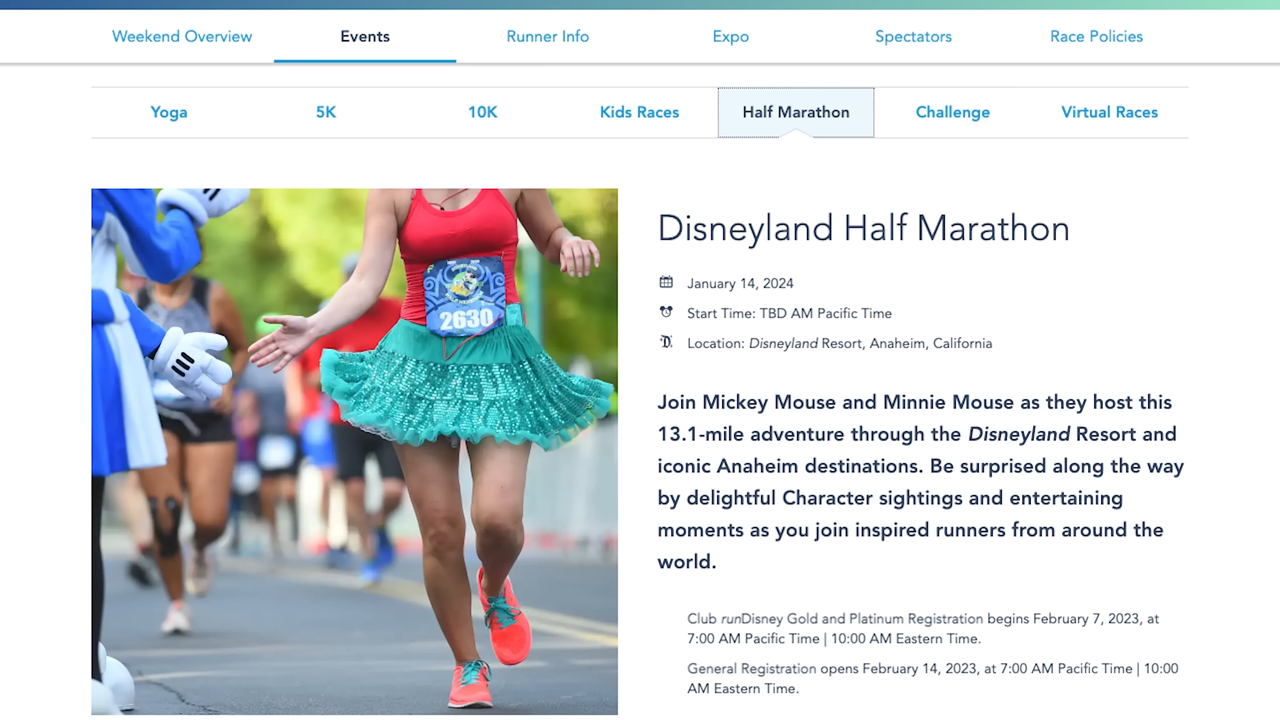 Weekend Overview Events Runner Info Expo Spectators Race Policies
Yoga 5K 10K Kids Races Half Marathon Challenge Virtual Races
2630
Disneyland Half Marathon
January 14, 2024
Start Time: TBD AM Pacific Time
Location: Disneyland Resort, Anaheim, California
Join Mickey Mouse and Minnie Mouse as they host this
13.1-mile adventure through the Disneyland Resort and
iconic Anaheim destinations. Be surprised along the way
by delightful Character sightings and entertaining
moments as you join inspired runners from around the
world.
Club runDisney Gold and Platinum Registration begins February 7, 2023, at
7:00 AM Pacific Time | 10:00 AM Eastern Time.
General Registration opens February 14, 2023, at 7:00 AM Pacific Time | 10:00
AM Eastern Time.